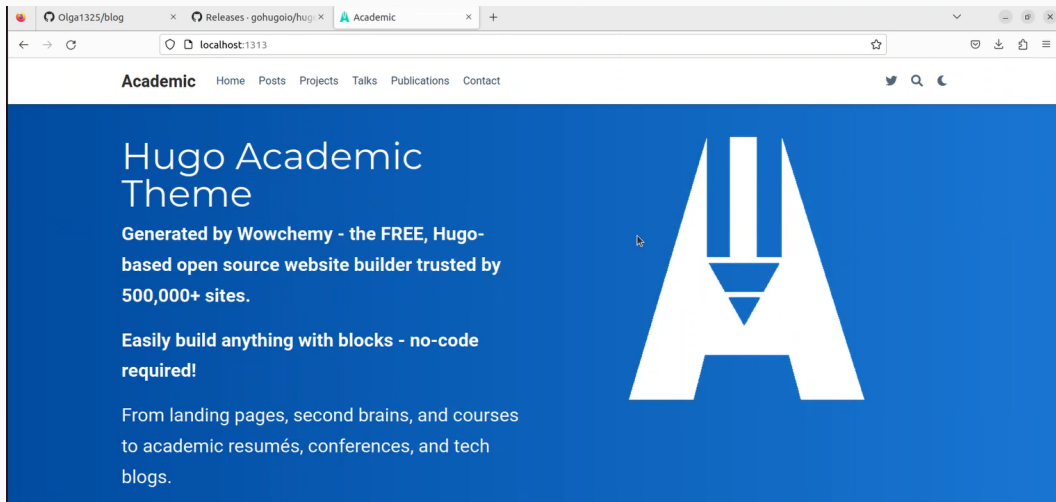 Olga1325/blog
Releases · gohugoio/hug
Academic
localhost:1313
Academic Home Posts Projects Talks Publications Contact
Hugo Academic
Theme
Generated by Wowchemy - the FREE, Hugo-
based open source website builder trusted by
500,000+ sites.
Easily build anything with blocks - no-code
required!
From landing pages, second brains, and courses
to academic resumés, conferences, and tech
blogs.